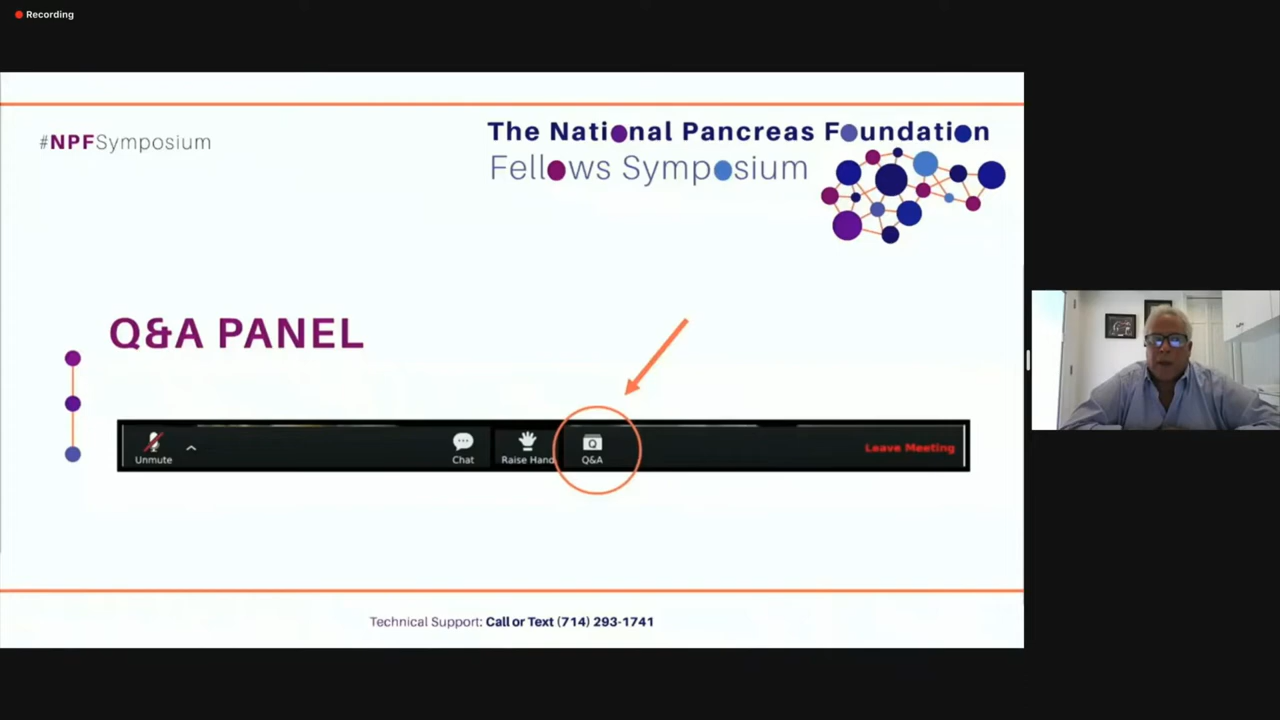 Recording
#NPFSymposium
The National Pancreas Foundation
Fellows Symposium
Q&A PANEL
Unmute
Chat
Raise Hand
Q&A
Leave Meeting
Technical Support: Call or Text (714) 293-1741